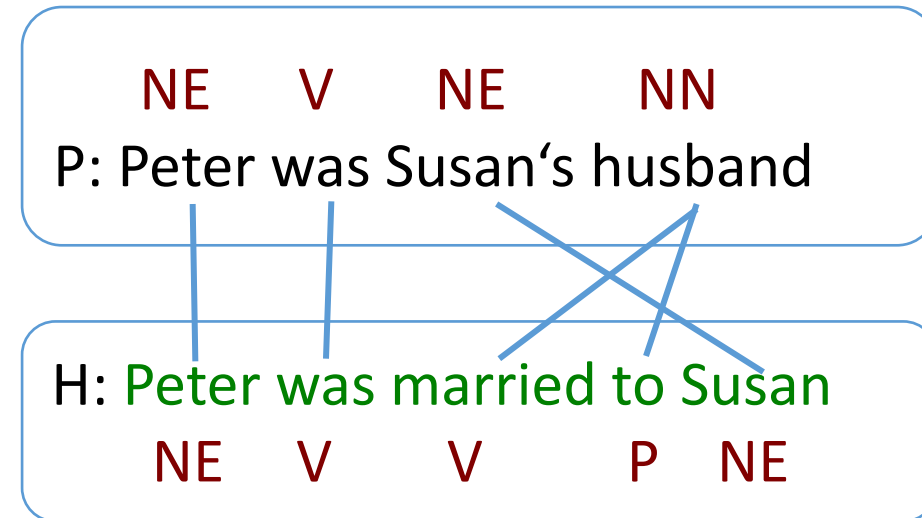 NE V NE NN
P: Peter was Susan‘s husband
H: Peter was married to Susan
NE V V P NE